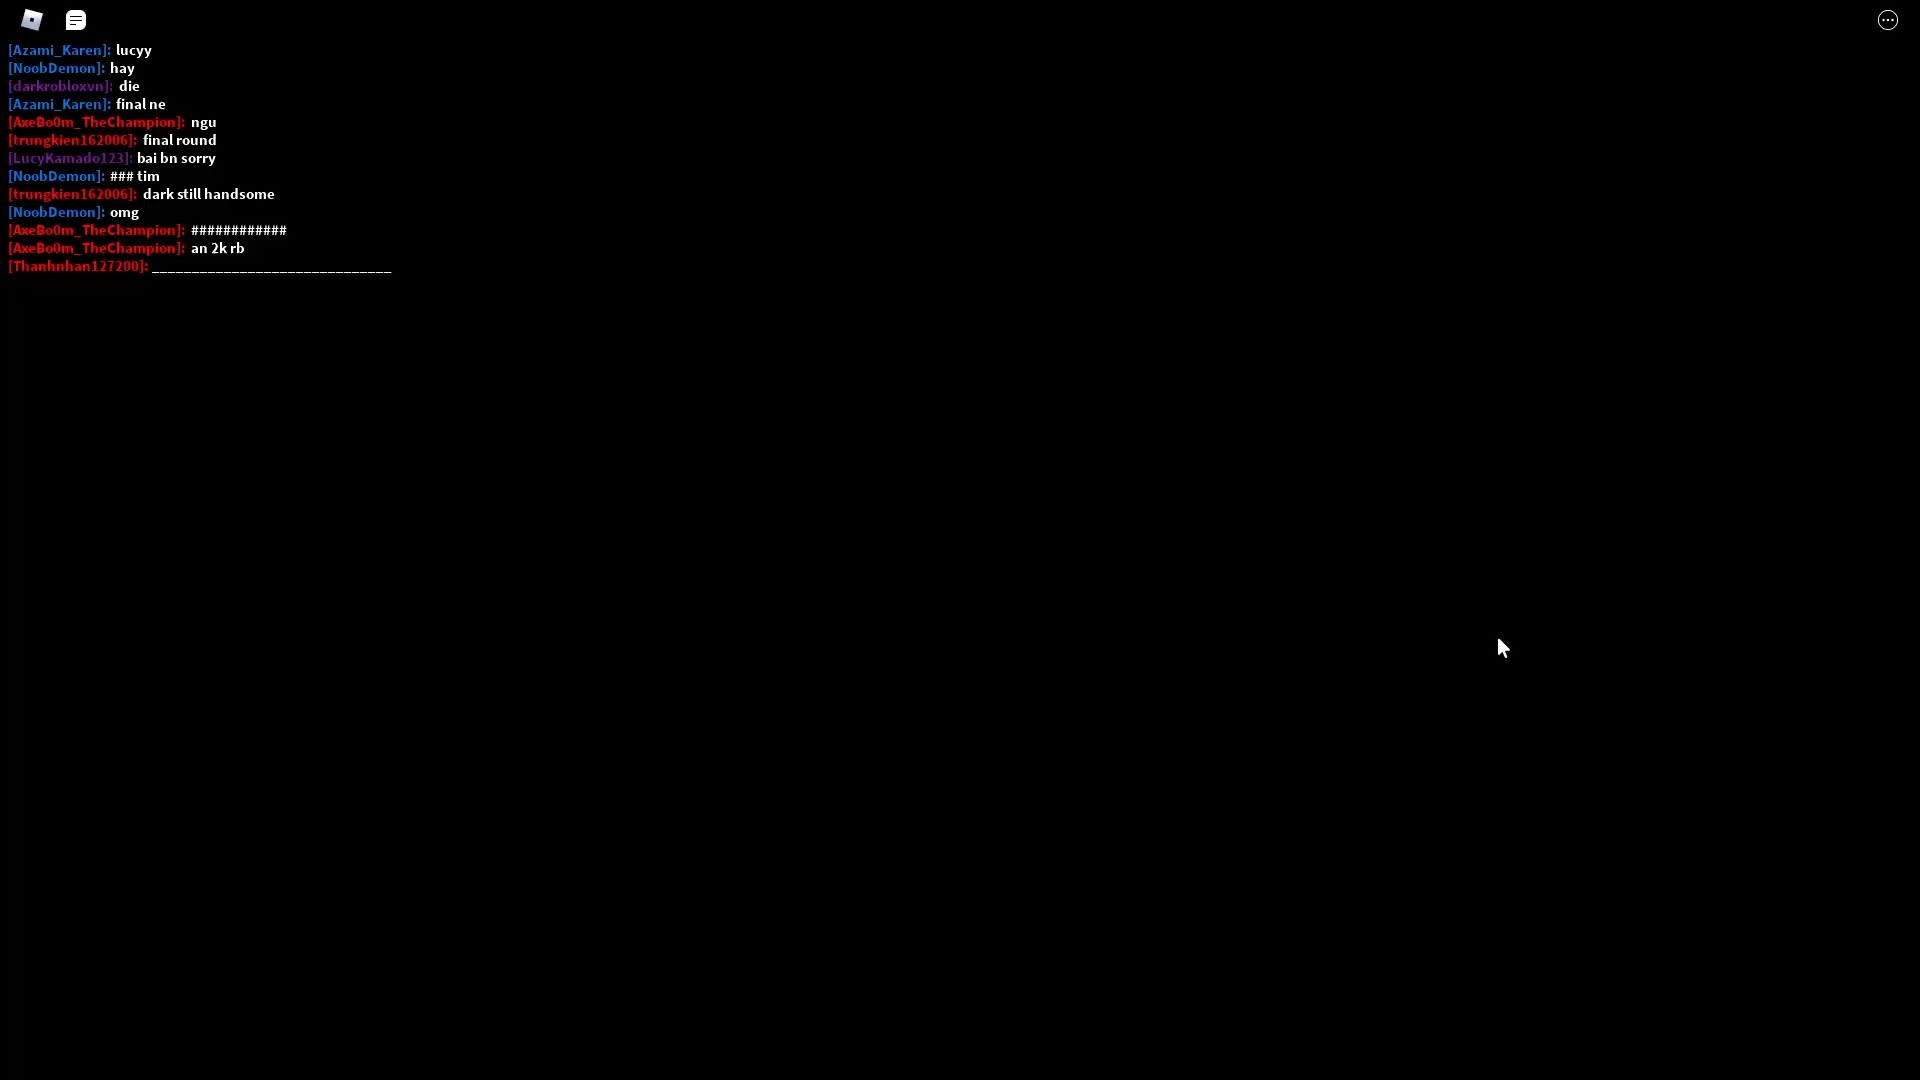 [Azami_Karen]: lucyy
[NoobDemon]: hay
[darkrobloxvn]: die
[Azami_Karen]: final ne
[AxeBo0m_TheChampion]: ngu
[trungkien162006]: final round
[LucyKamado123]: bai bn sorry
[NoobDemon]: ### tim
[trungkien162006]: dark still handsome
[NoobDemon]: omg
[AxeBo0m_TheChampion]: ############
[AxeBo0m_TheChampion]: an 2k rb
[Thanhnhan127200]: ______________________________